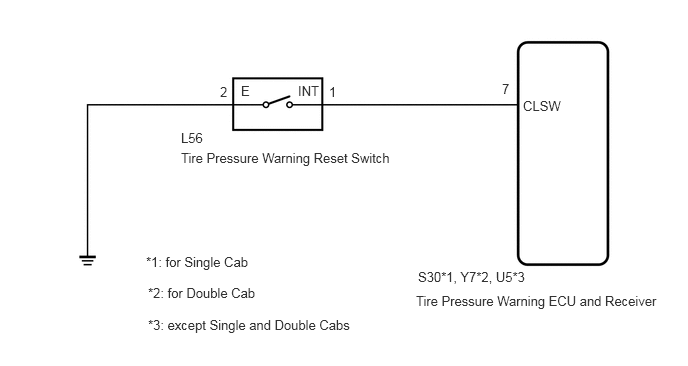 2 E INT 1
7
CLSW
L56
Tire Pressure Warning Reset Switch
*1: for Single Cab
*2: for Double Cab
*3: except Single and Double Cabs
S30*1, Y7*2, U5*3
Tire Pressure Warning ECU and Receiver